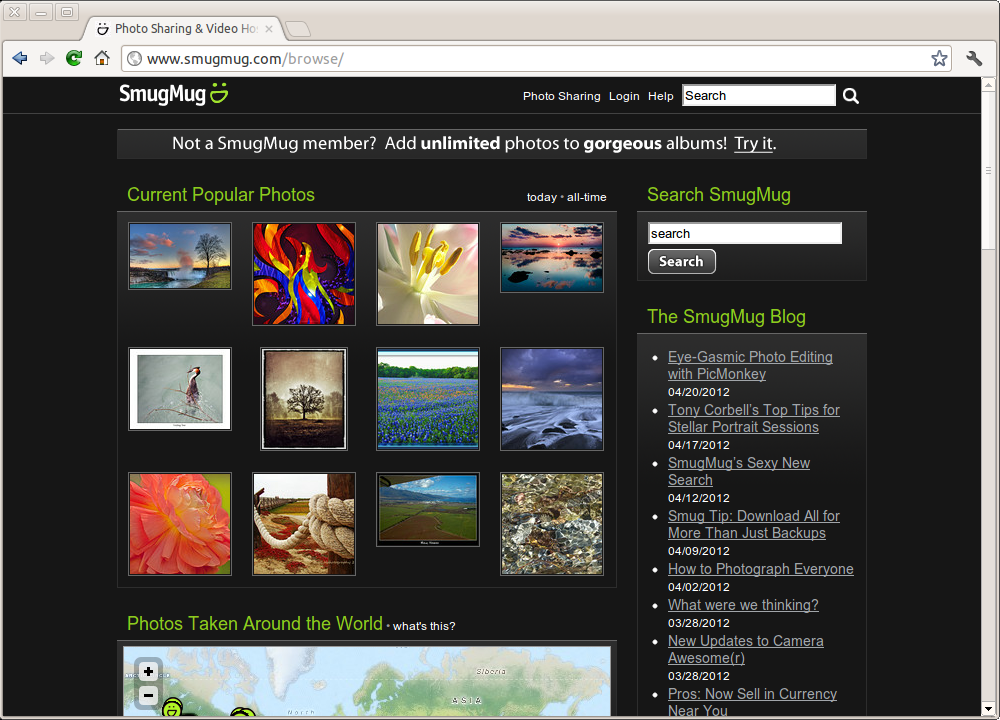 Photo Sharing & Video Ho
www.smugmug.com/browse/
SmugMug
Photo Sharing Login Help Search
Not a SmugMug member? Add unlimited photos to gorgeous albums! Try it.
Current Popular Photos
today • all-time
Search SmugMug
search
Search
The SmugMug Blog
Eye-Gasmic Photo Editing
with PicMonkey
04/20/2012
Tony Corbell's Top Tips for
Stellar Portrait Sessions
04/17/2012
SmugMug's Sexy New
Search
04/12/2012
Smug Tip: Download All for
More Than Just Backups
04/09/2012
How to Photograph Everyone
04/02/2012
What were we thinking?
03/28/2012
New Updates to Camera
Awesome(r)
03/28/2012
Pros: Now Sell in Currency
Near You
Photos Taken Around the World • what's this?
+
−
Siberia
ASIA
North